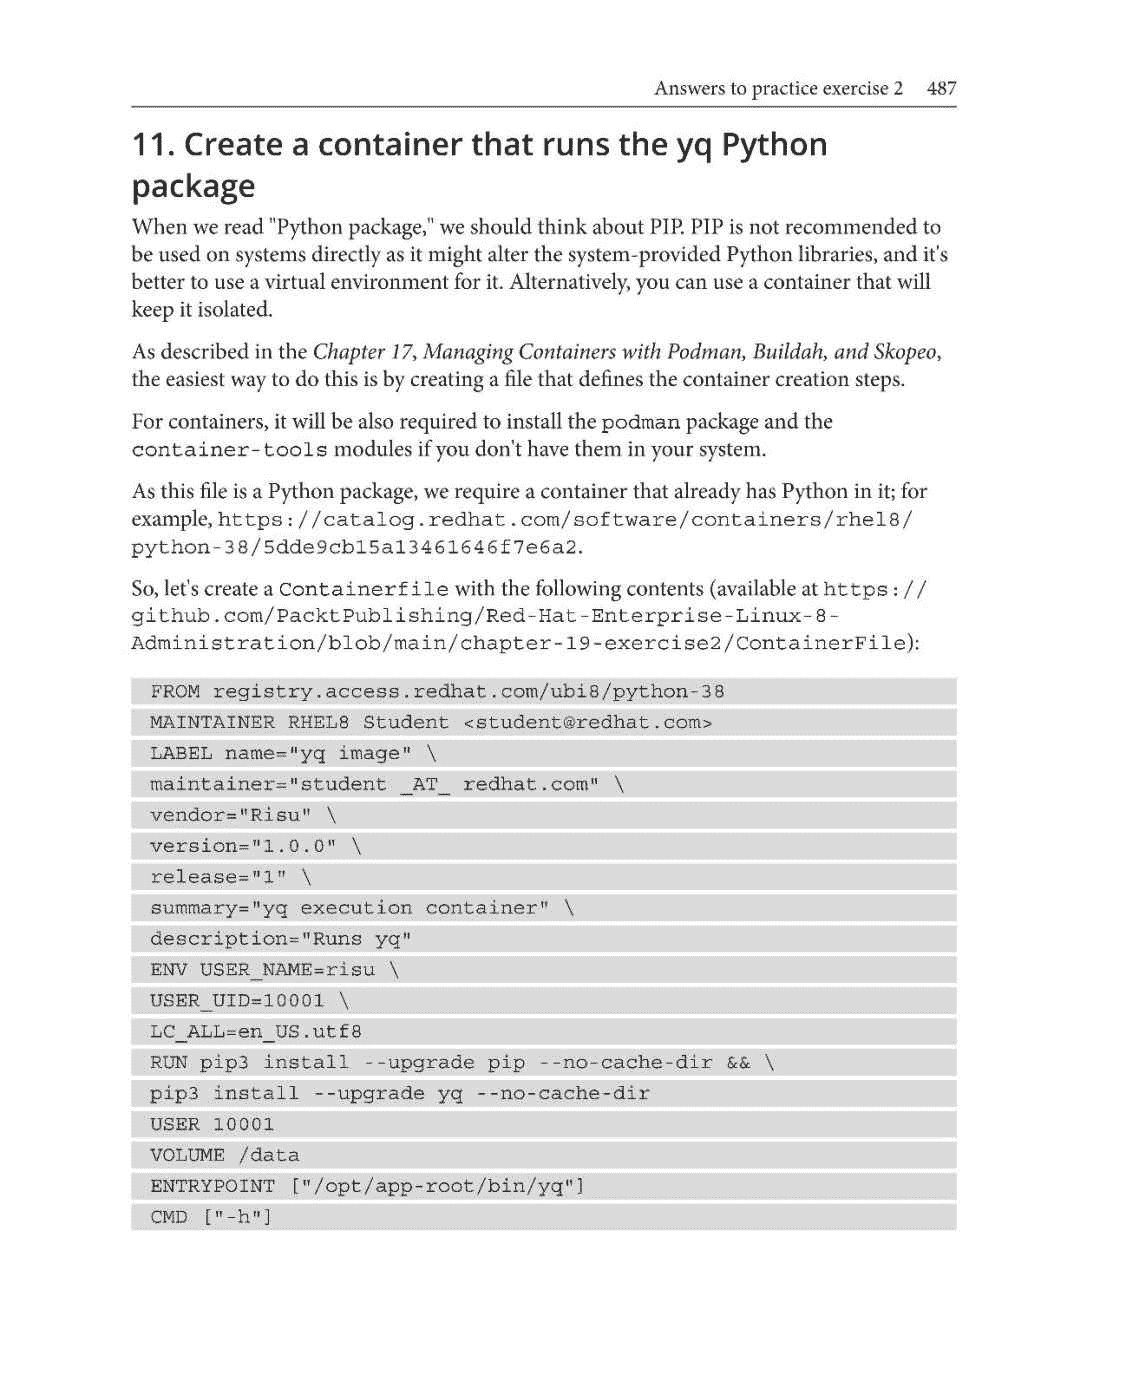 Answers to practice exercise 2 487
11. Create a container that runs the yq Python
package
When we read "Python package," we should think about PIP. PIP is not recommended to
be used on systems directly as it might alter the system-provided Python libraries, and it's
better to use a virtual environment for it. Alternatively, you can use a container that will
keep it isolated.
As described in the Chapter 17, Managing Containers with Podman, Buildah, and Skopeo,
the easiest way to do this is by creating a file that defines the container creation steps.
For containers, it will be also required to install the podman package and the
container-tools modules if you don't have them in your system.
As this file is a Python package, we require a container that already has Python in it; for
example, https://catalog.redhat.com/software/containers/rhel8/
python-38/5dde9cb15a13461646f7e6a2.
So, let's create a Containerfile with the following contents (available at https://
github.com/PacktPublishing/Red-Hat-Enterprise-Linux-8-
Administration/blob/main/chapter-19-exercise2/ContainerFile):
FROM registry.access.redhat.com/ubi8/python-38
MAINTAINER RHEL8 Student <student@redhat.com>
LABEL name="yq image" \
maintainer="student _AT_ redhat.com" \
vendor="Risu" \
version="1.0.0" \
release="1" \
summary="yq execution container" \
description="Runs yq"
ENV USER_NAME=risu \
USER_UID=10001 \
LC_ALL=en_US.utf8
RUN pip3 install --upgrade pip --no-cache-dir && \
pip3 install --upgrade yq --no-cache-dir
USER 10001
VOLUME /data
ENTRYPOINT ["/opt/app-root/bin/yq"]
CMD ["-h"]